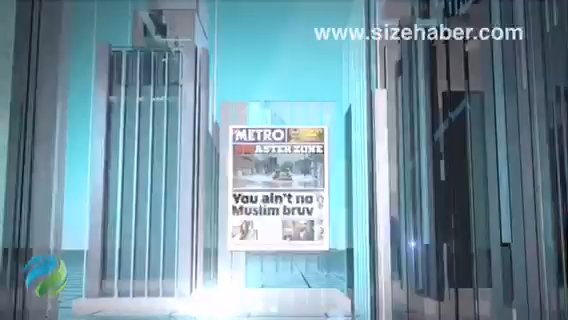 www.sizehaber.com
METRO
ASTER ZONE
You ain't no
Muslim bruv